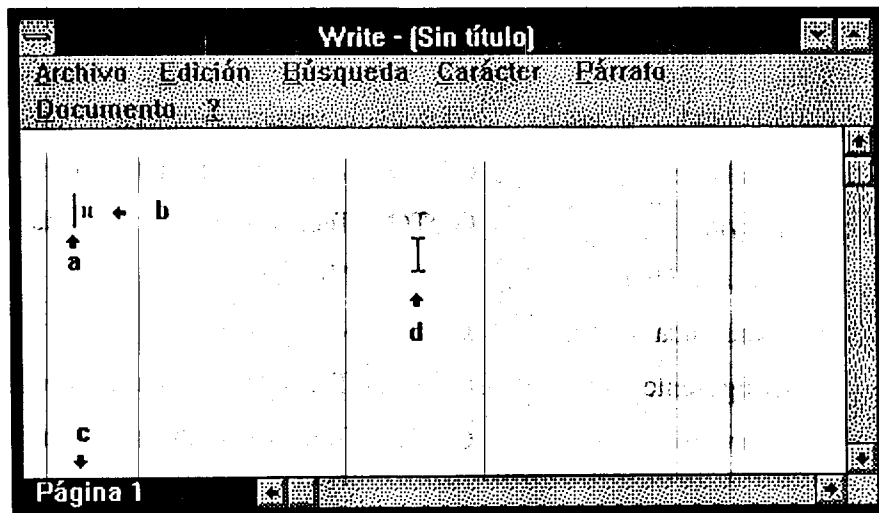 Write - (Sin título)
Archivo Edición Búsqueda Carácter Párrafo
Documento ?
b
a
d
c
Página 1